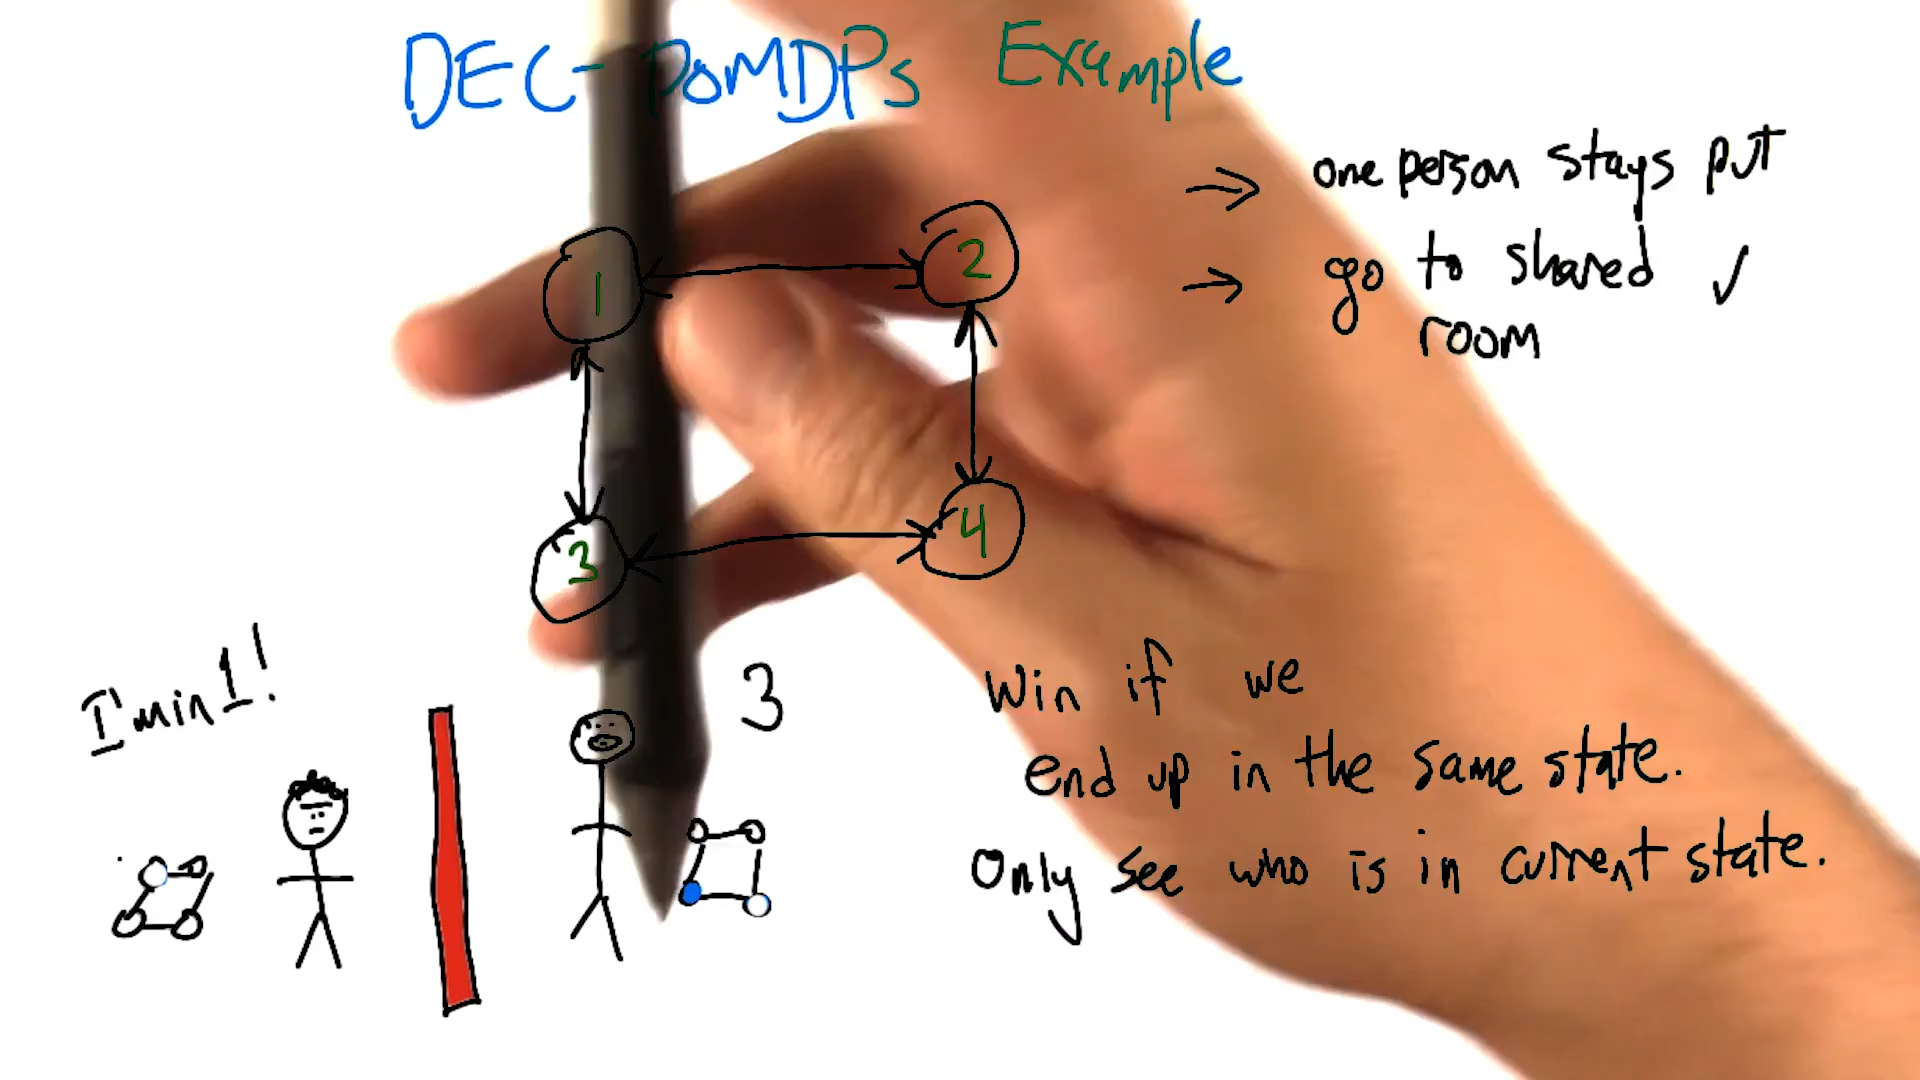 DEC-POMDPs Example
→ one person stays put
→ go to shared ✓
room
1
2
3
4
I'm in 1!
3
Win if we
end up in the same state.
Only see who is in current state.